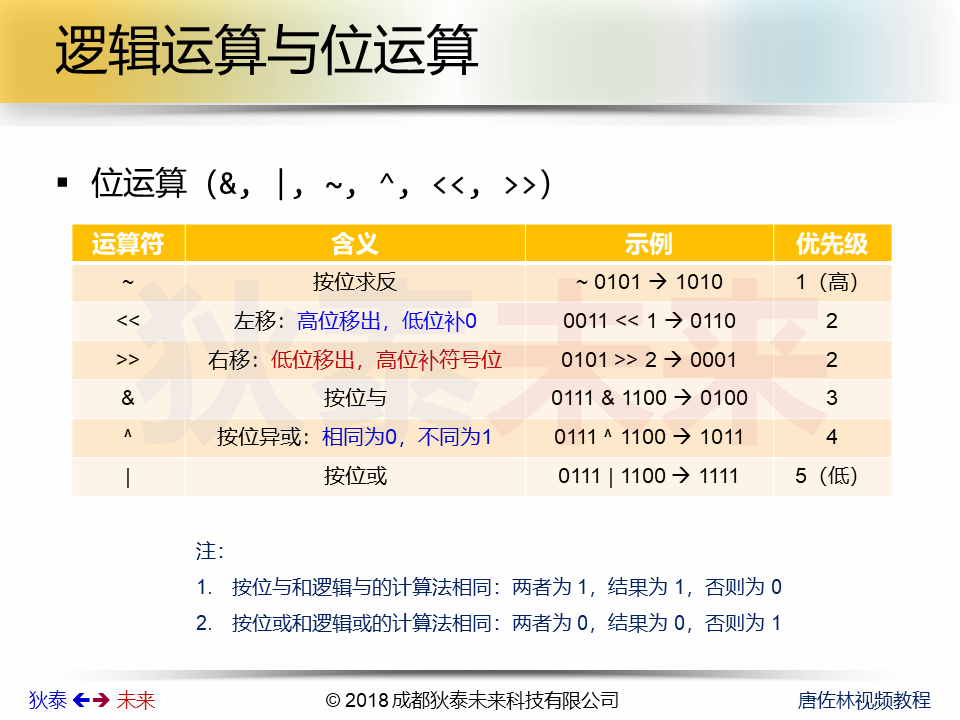 逻辑运算与位运算
▪ 位运算（&，|，~，^，<<，>>）
运算符 含义 示例 优先级
~ 按位求反 ~ 0101 → 1010 1（高）
<< 左移：高位移出，低位补0 0011 << 1 → 0110 2
>> 右移：低位移出，高位补符号位 0101 >> 2 → 0001 2
& 按位与 0111 & 1100 → 0100 3
^ 按位异或：相同为0，不同为1 0111 ^ 1100 → 1011 4
| 按位或 0111 | 1100 → 1111 5（低）
狄泰未来
注：
1. 按位与和逻辑与的计算法相同：两者为 1，结果为 1，否则为 0
2. 按位或和逻辑或的计算法相同：两者为 0，结果为 0，否则为 1
狄泰 ←→ 未来 © 2018 成都狄泰未来科技有限公司 唐佐林视频教程